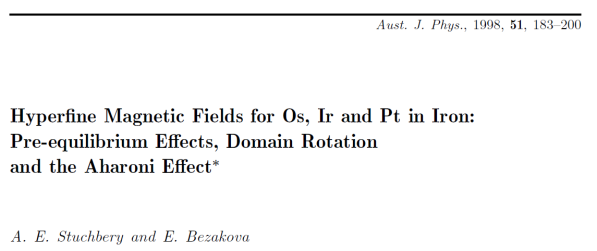 Aust. J. Phys., 1998, 51, 183–200
Hyperfine Magnetic Fields for Os, Ir and Pt in Iron:
Pre-equilibrium Effects, Domain Rotation
and the Aharoni Effect*
A. E. Stuchbery and E. Bezakova